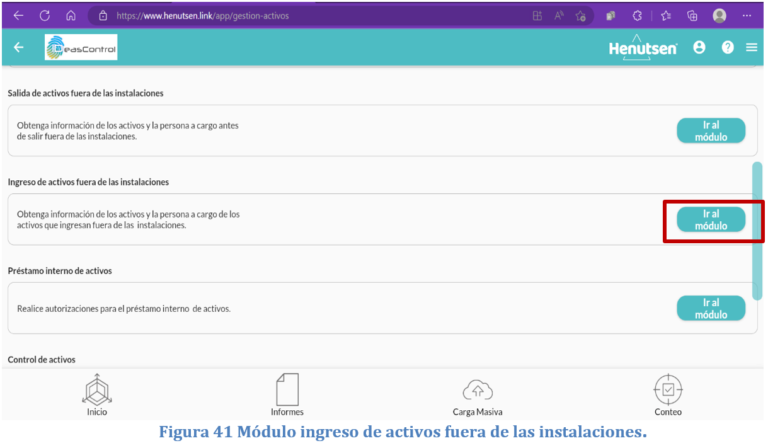 https://www.henutsen.link/app/gestion-activos
easControl
Henutsen
Salida de activos fuera de las instalaciones
Obtenga información de los activos y la persona a cargo antes
de salir fuera de las instalaciones.
Ir al
módulo
Ingreso de activos fuera de las instalaciones
Obtenga información de los activos y la persona a cargo de los
activos que ingresan fuera de las instalaciones.
Ir al
módulo
Préstamo interno de activos
Realice autorizaciones para el préstamo interno de activos.
Ir al
módulo
Control de activos
Inicio
Informes
Carga Masiva
Conteo
Figura 41 Módulo ingreso de activos fuera de las instalaciones.